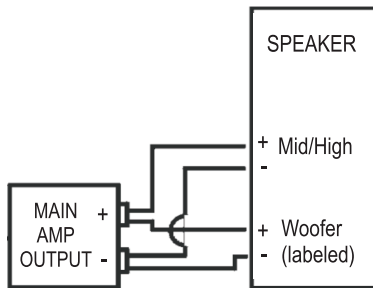 SPEAKER
+ Mid/High
-
MAIN +
AMP
OUTPUT -
+ Woofer
- (labeled)